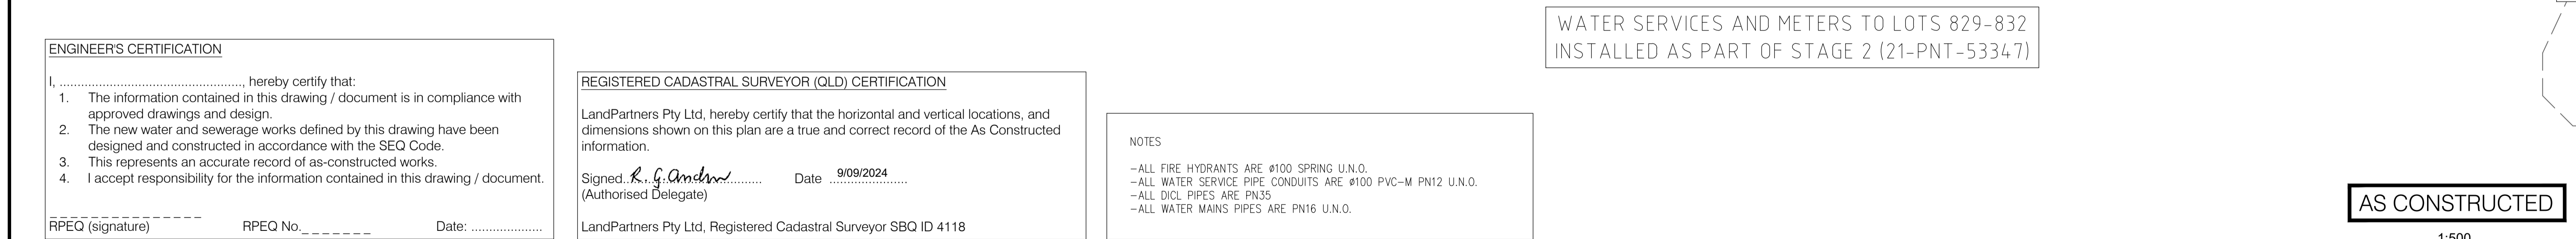 ENGINEER'S CERTIFICATION
I, ..................................................., hereby certify that:
1. The information contained in this drawing / document is in compliance with
approved drawings and design.
2. The new water and sewerage works defined by this drawing have been
designed and constructed in accordance with the SEQ Code.
3. This represents an accurate record of as-constructed works.
4. I accept responsibility for the information contained in this drawing / document.
RPEQ (signature) RPEQ No._ _ _ _ _ _ _ Date: ....................
REGISTERED CADASTRAL SURVEYOR (QLD) CERTIFICATION
LandPartners Pty Ltd, hereby certify that the horizontal and vertical locations, and
dimensions shown on this plan are a true and correct record of the As Constructed
information.
Signed.. R. G. ........ Date 9/09/2024
(Authorised Delegate)
LandPartners Pty Ltd, Registered Cadastral Surveyor SBQ ID 4118
NOTES
-ALL FIRE HYDRANTS ARE ø100 SPRING U.N.O.
-ALL WATER SERVICE PIPE CONDUITS ARE ø100 PVC-M PN12 U.N.O.
-ALL DICL PIPES ARE PN35
-ALL WATER MAINS PIPES ARE PN16 U.N.O.
WATER SERVICES AND METERS TO LOTS 829-832
INSTALLED AS PART OF STAGE 2 (21-PNT-53347)
AS CONSTRUCTED
1:500